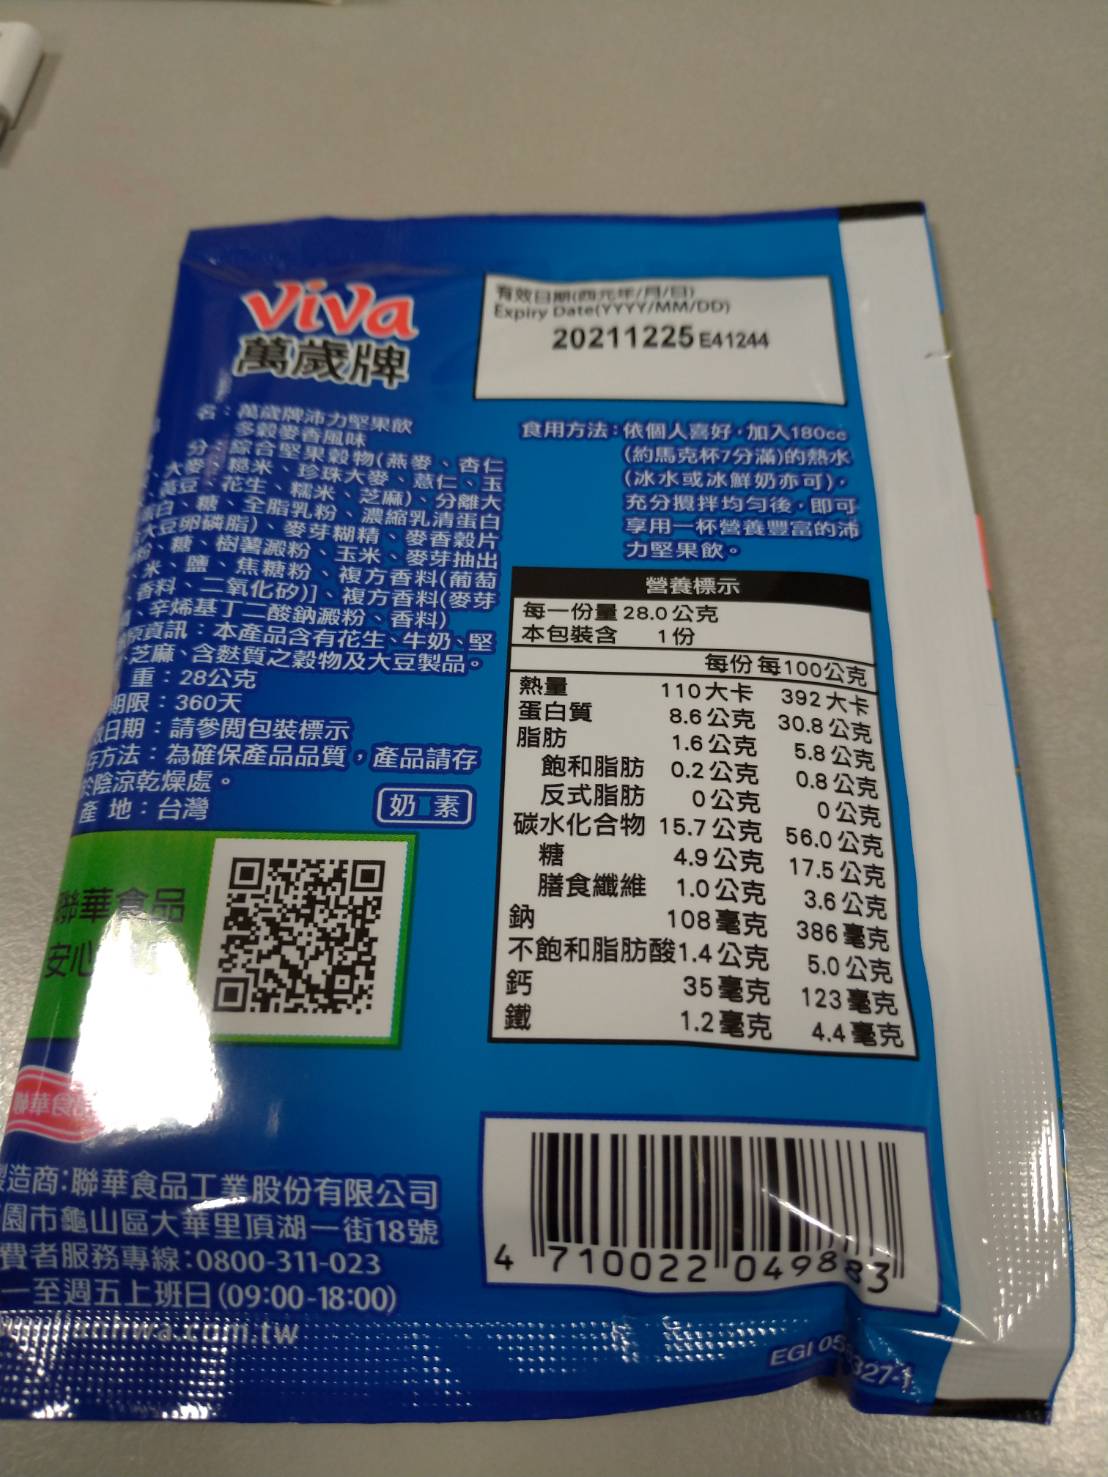 viva
萬歲牌
有效日期(西元年/月/日)
Expiry Date(YYYY/MM/DD)
20211225 E41244
名：萬歲牌沛力堅果飲
多穀麥香風味
分：綜合堅果穀物(燕麥、杏仁
、大麥、糙米、珍珠大麥、薏仁、玉
、黃豆、花生、糯米、芝麻)、分離大
蛋白、糖、全脂乳粉、濃縮乳清蛋白
大豆卵磷脂)、麥芽糊精、麥香穀片
粉、糖、樹薯澱粉、玉米、麥芽抽出
、米、鹽、焦糖粉、複方香料(葡萄
香料、二氧化矽)]、複方香料(麥芽
、辛烯基丁二酸鈉澱粉、香料)
資訊：本產品含有花生、牛奶、堅
、芝麻、含麩質之穀物及大豆製品。
重：28公克
期限：360天
日期：請參閱包裝標示
存方法：為確保產品品質，產品請存
於陰涼乾燥處。
產 地：台灣
奶 素
食用方法：依個人喜好，加入180cc
(約馬克杯7分滿)的熱水
(冰水或冰鮮奶亦可)，
充分攪拌均勻後，即可
享用一杯營養豐富的沛
力堅果飲。
營養標示
每一份量 28.0公克
本包裝含 1份
每份 每100公克
熱量 110大卡 392大卡
蛋白質 8.6公克 30.8公克
脂肪 1.6公克 5.8公克
飽和脂肪 0.2公克 0.8公克
反式脂肪 0公克 0公克
碳水化合物 15.7公克 56.0公克
糖 4.9公克 17.5公克
膳食纖維 1.0公克 3.6公克
鈉 108毫克 386毫克
不飽和脂肪酸 1.4公克 5.0公克
鈣 35毫克 123毫克
鐵 1.2毫克 4.4毫克
聯華食品
安心
製造商:聯華食品工業股份有限公司
園市龜山區大華里頂湖一街18號
費者服務專線:0800-311-023
一至週五上班日(09:00-18:00)
hwa.com.tw
4 710022 049883